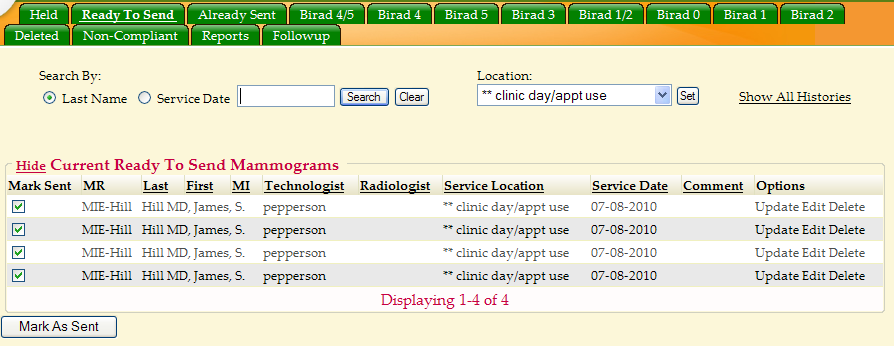 Held Ready To Send Already Sent Birad 4/5 Birad 4 Birad 5 Birad 3 Birad 1/2 Birad 0 Birad 1 Birad 2
Deleted Non-Compliant Reports Followup
Search By: Location:
Last Name Service Date Search Clear ** clinic day/appt use Set Show All Histories
Hide Current Ready To Send Mammograms
Mark Sent MR Last First MI Technologist Radiologist Service Location Service Date Comment Options
MIE-Hill Hill MD, James, S. pepperson ** clinic day/appt use 07-08-2010 Update Edit Delete
MIE-Hill Hill MD, James, S. pepperson ** clinic day/appt use 07-08-2010 Update Edit Delete
MIE-Hill Hill MD, James, S. pepperson ** clinic day/appt use 07-08-2010 Update Edit Delete
MIE-Hill Hill MD, James, S. pepperson ** clinic day/appt use 07-08-2010 Update Edit Delete
Displaying 1-4 of 4
Mark As Sent